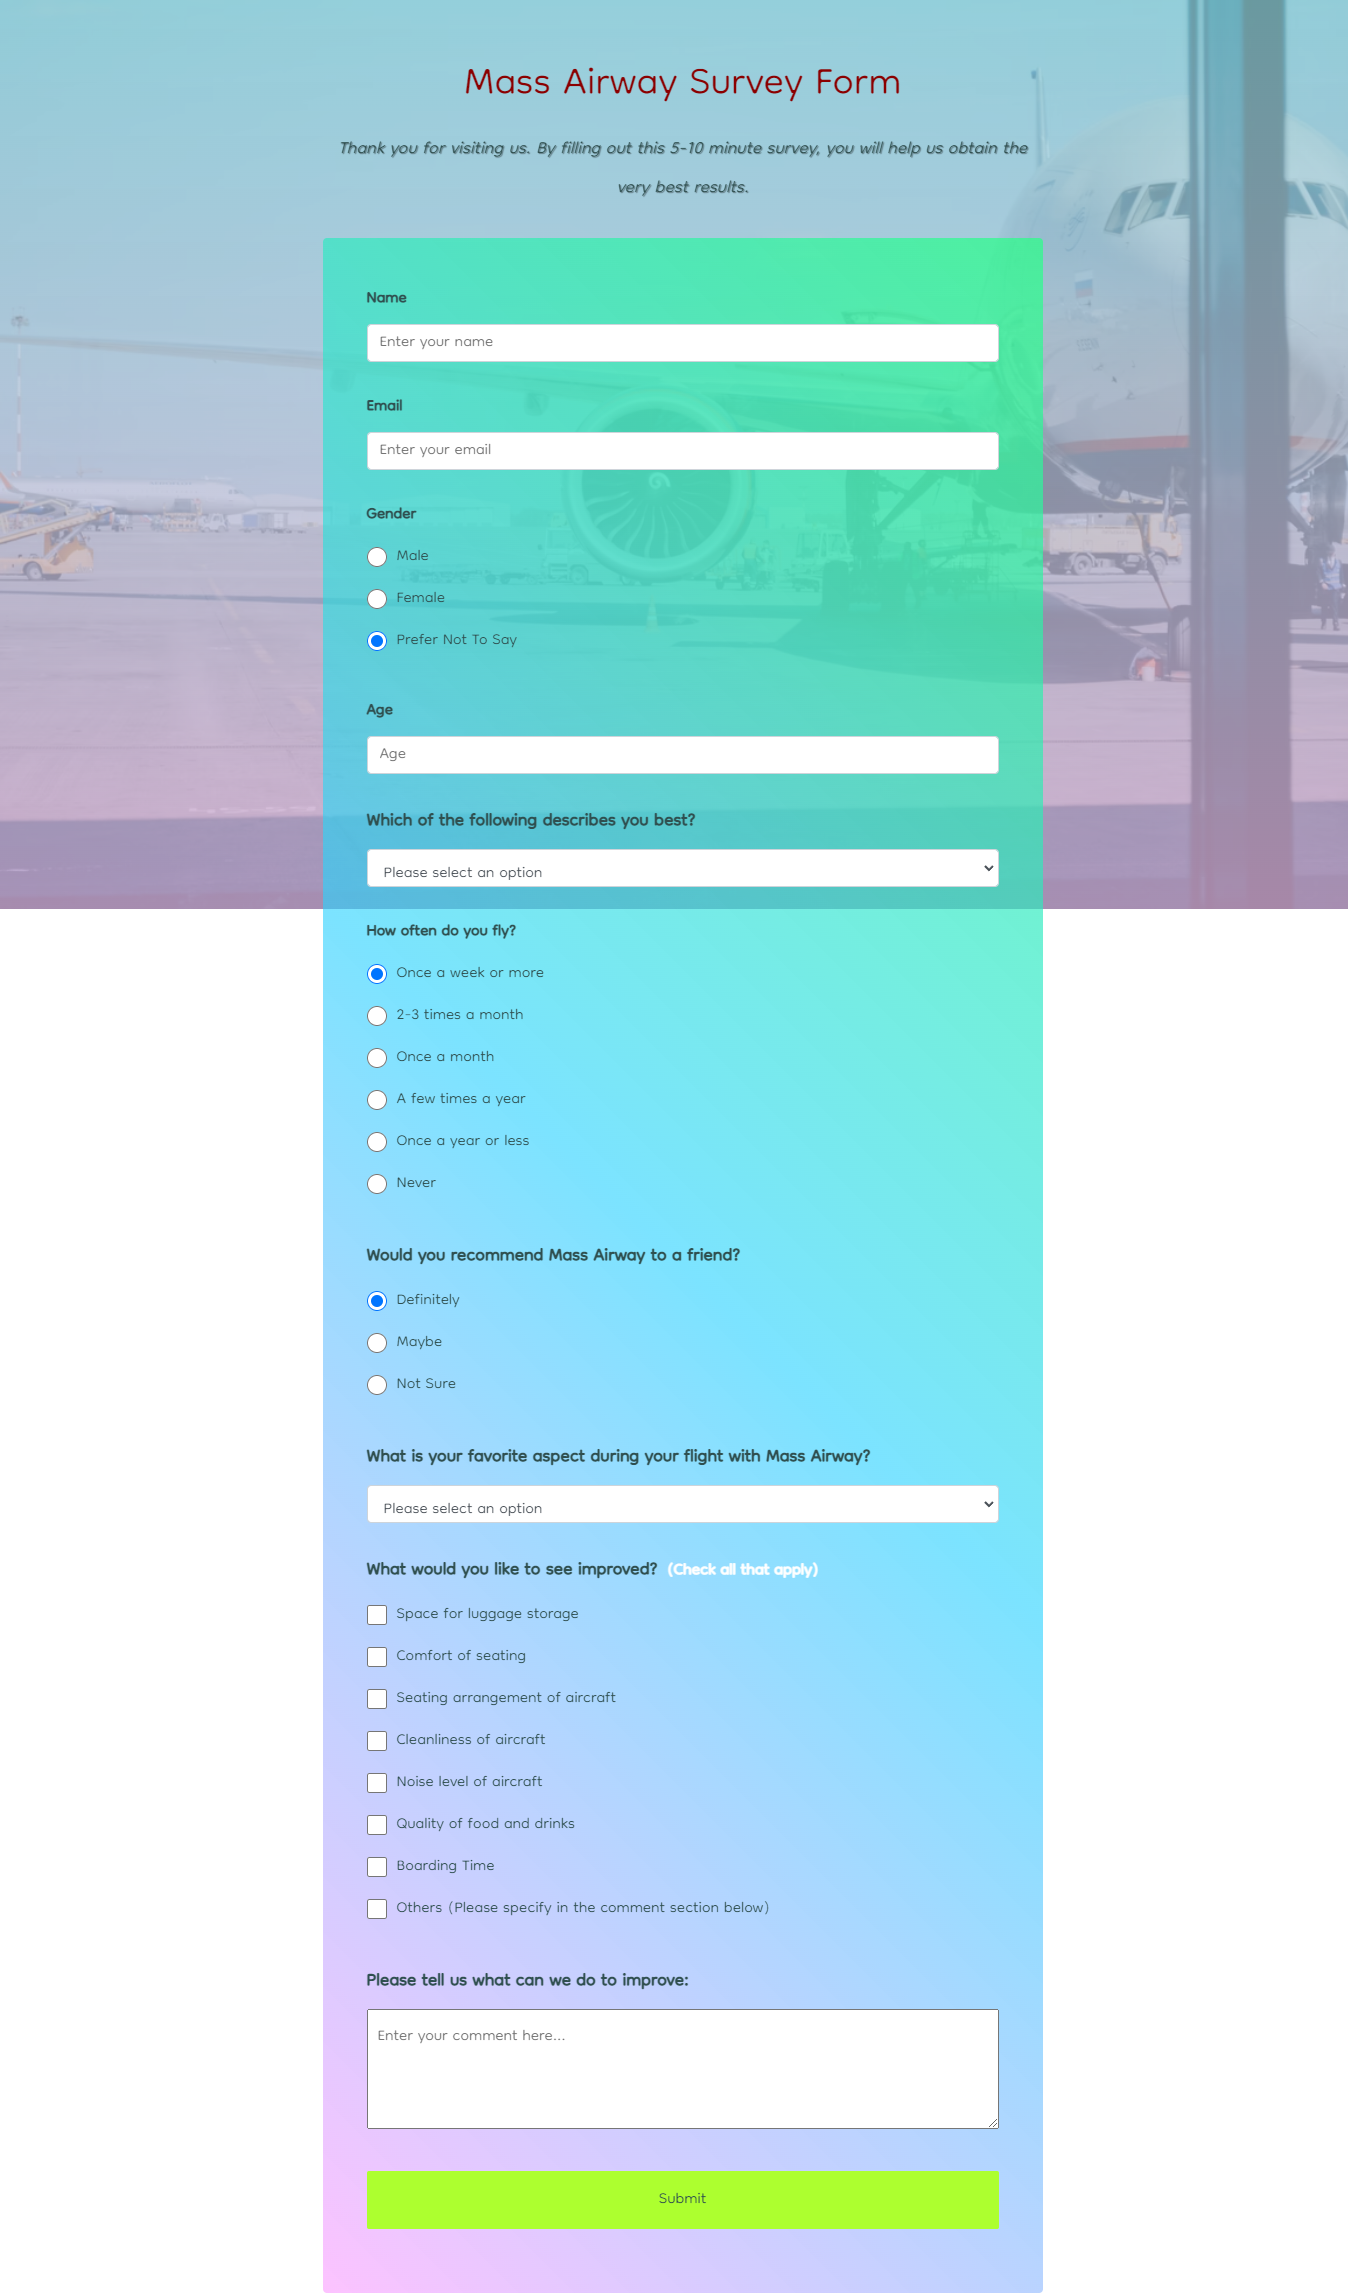 Mass Airway Survey Form
Thank you for visiting us. By filling out this 5-10 minute survey, you will help us obtain the
very best results.
Name
Enter your name
Email
Enter your email
Gender
Male
Female
Prefer Not To Say
Age
Age
Which of the following describes you best?
Please select an option
How often do you fly?
Once a week or more
2-3 times a month
Once a month
A few times a year
Once a year or less
Never
Would you recommend Mass Airway to a friend?
Definitely
Maybe
Not Sure
What is your favorite aspect during your flight with Mass Airway?
Please select an option
What would you like to see improved? (Check all that apply)
Space for luggage storage
Comfort of seating
Seating arrangement of aircraft
Cleanliness of aircraft
Noise level of aircraft
Quality of food and drinks
Boarding Time
Others (Please specify in the comment section below)
Please tell us what can we do to improve:
Enter your comment here...
Submit